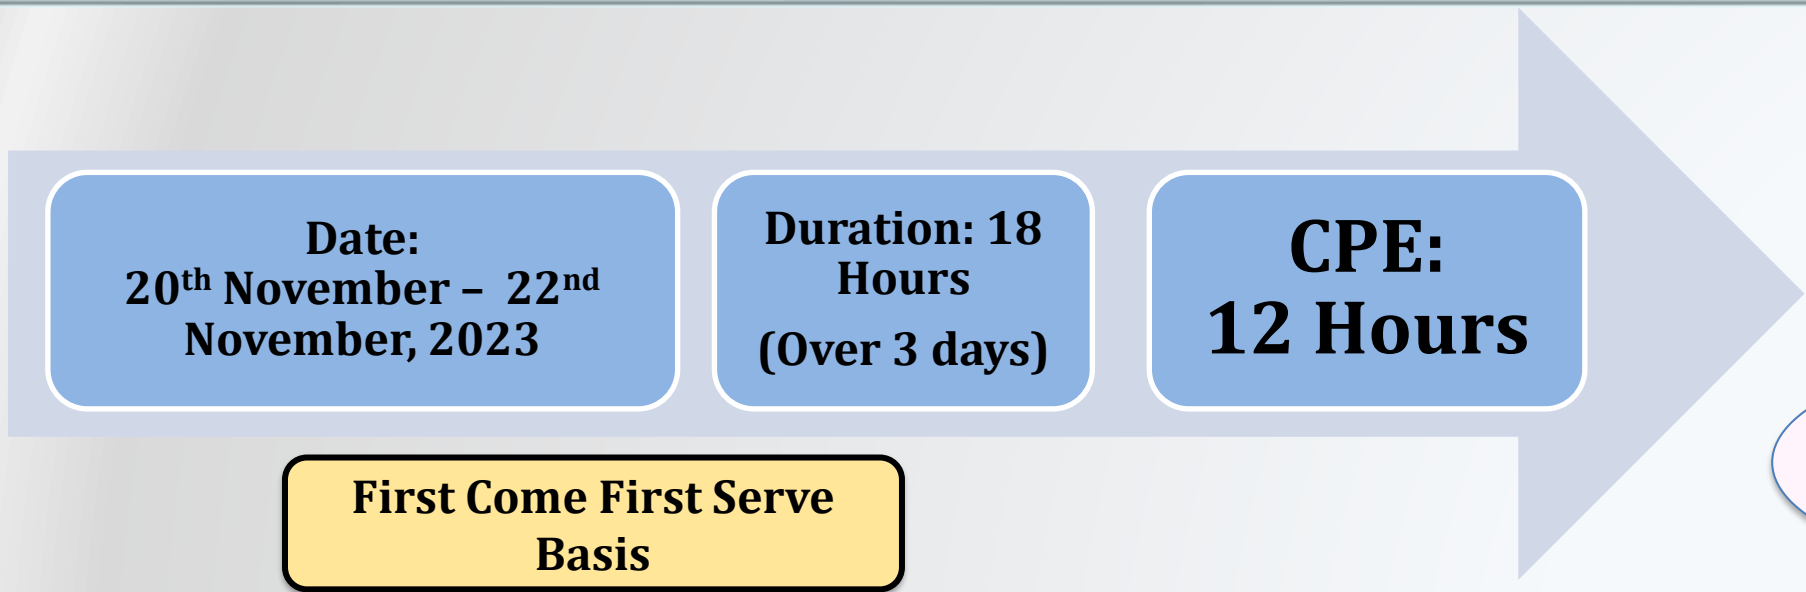 Date:
20th November – 22nd
November, 2023
Duration: 18
Hours
(Over 3 days)
CPE:
12 Hours
First Come First Serve
Basis